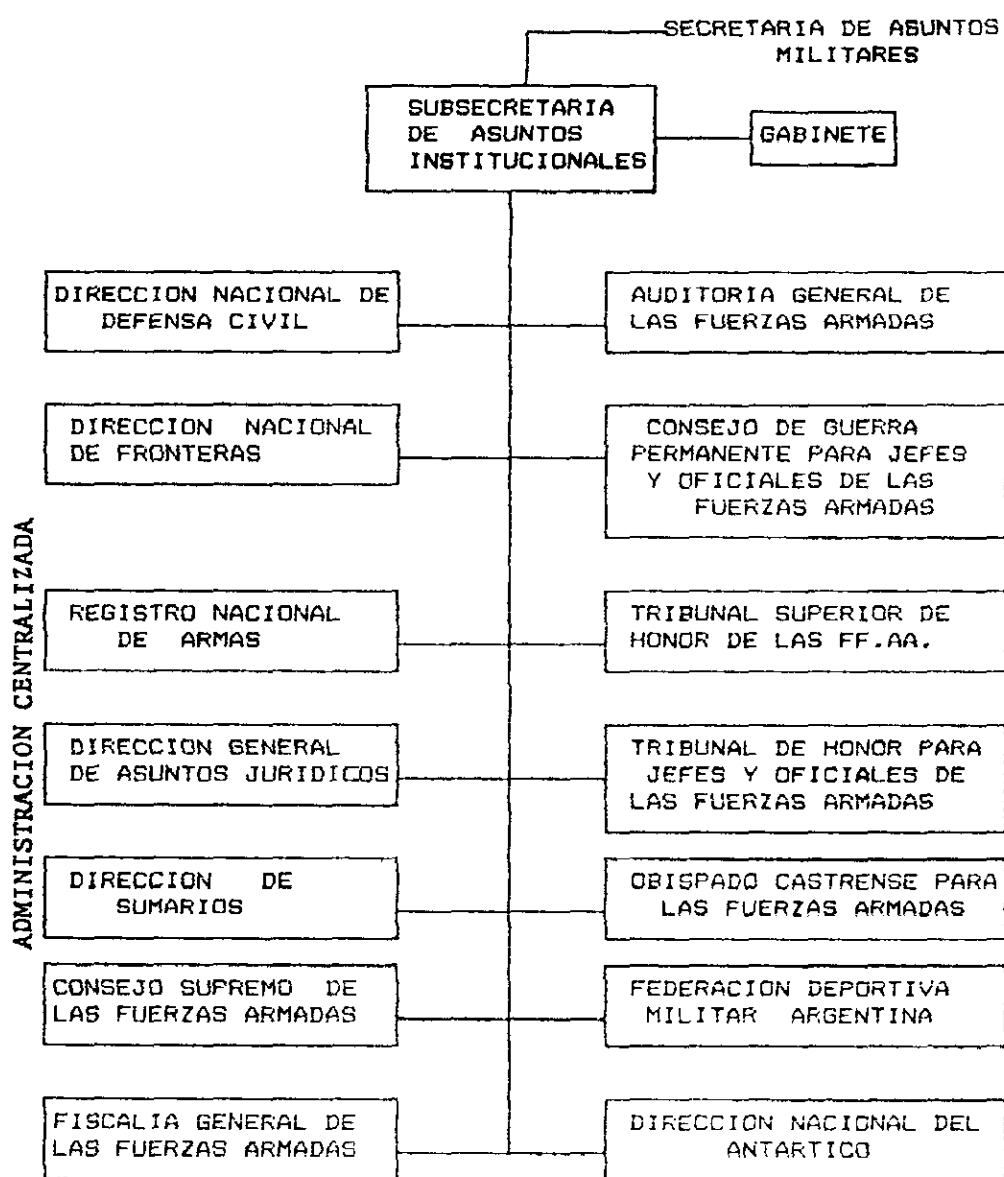 SECRETARIA DE ASUNTOS
MILITARES
SUBSECRETARIA
DE ASUNTOS
INSTITUCIONALES
GABINETE
ADMINISTRACION CENTRALIZADA
DIRECCION NACIONAL DE
DEFENSA CIVIL
AUDITORIA GENERAL DE
LAS FUERZAS ARMADAS
DIRECCION NACIONAL
DE FRONTERAS
CONSEJO DE GUERRA
PERMANENTE PARA JEFES
Y OFICIALES DE LAS
FUERZAS ARMADAS
REGISTRO NACIONAL
DE ARMAS
TRIBUNAL SUPERIOR DE
HONOR DE LAS FF.AA.
DIRECCION GENERAL
DE ASUNTOS JURIDICOS
TRIBUNAL DE HONOR PARA
JEFES Y OFICIALES DE
LAS FUERZAS ARMADAS
DIRECCION DE
SUMARIOS
OBISPADO CASTRENSE PARA
LAS FUERZAS ARMADAS
CONSEJO SUPREMO DE
LAS FUERZAS ARMADAS
FEDERACION DEPORTIVA
MILITAR ARGENTINA
FISCALIA GENERAL DE
LAS FUERZAS ARMADAS
DIRECCION NACIONAL DEL
ANTARTICO